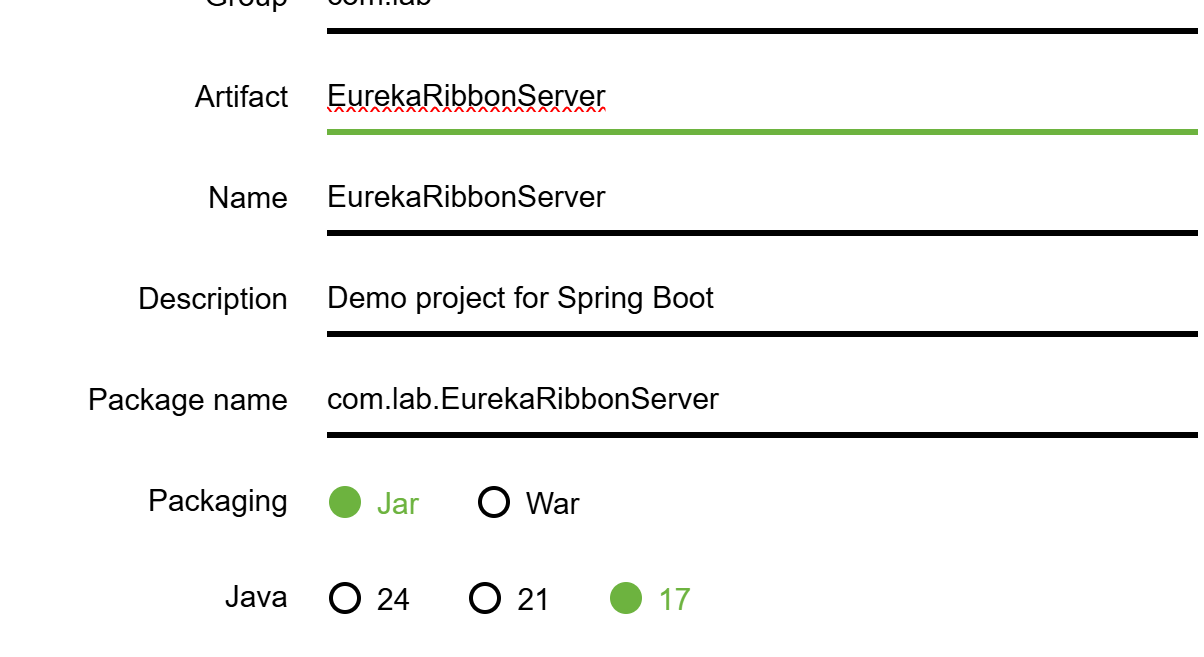 Group com.lab
Artifact EurekaRibbonServer
Name EurekaRibbonServer
Description Demo project for Spring Boot
Package name com.lab.EurekaRibbonServer
Packaging Jar War
Java 24 21 17